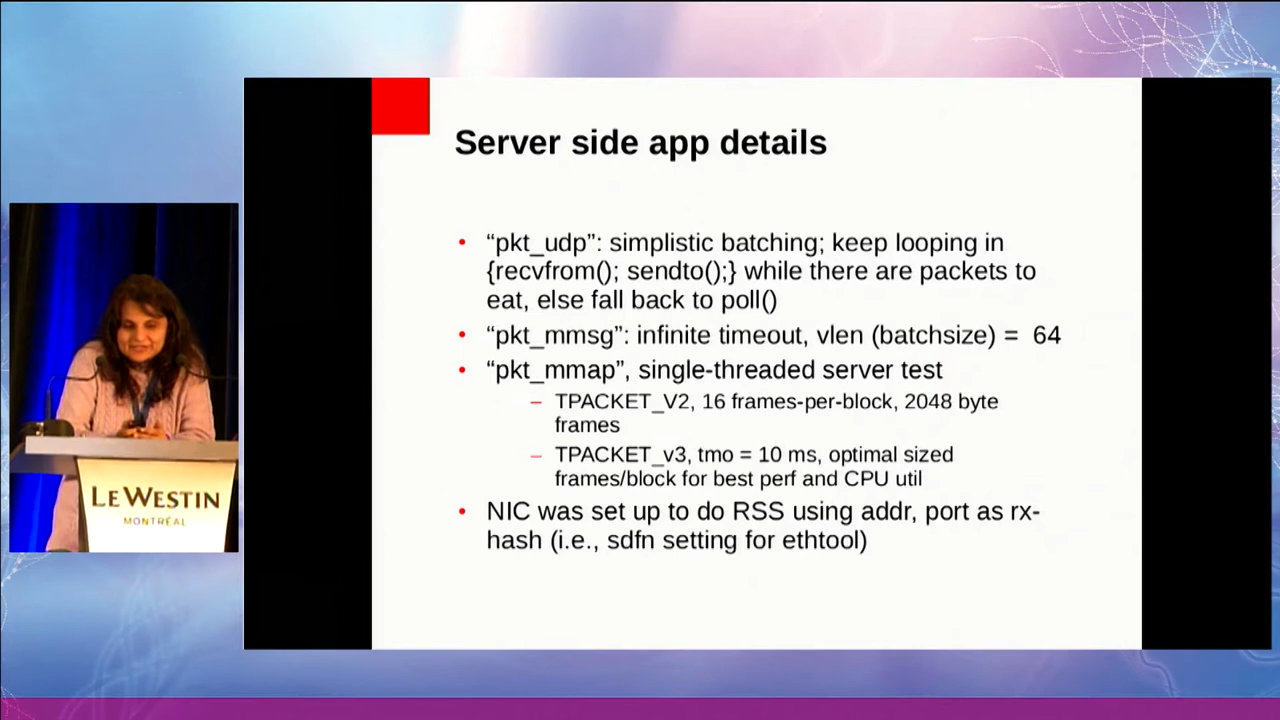 Server side app details
“pkt_udp”: simplistic batching; keep looping in
{recvfrom(); sendto();} while there are packets to
eat, else fall back to poll()
“pkt_mmsg”: infinite timeout, vlen (batchsize) = 64
“pkt_mmap”, single-threaded server test
– TPACKET_V2, 16 frames-per-block, 2048 byte
frames
– TPACKET_v3, tmo = 10 ms, optimal sized
frames/block for best perf and CPU util
NIC was set up to do RSS using addr, port as rx-
hash (i.e., sdfn setting for ethtool)
LE WESTIN
MONTRÉAL